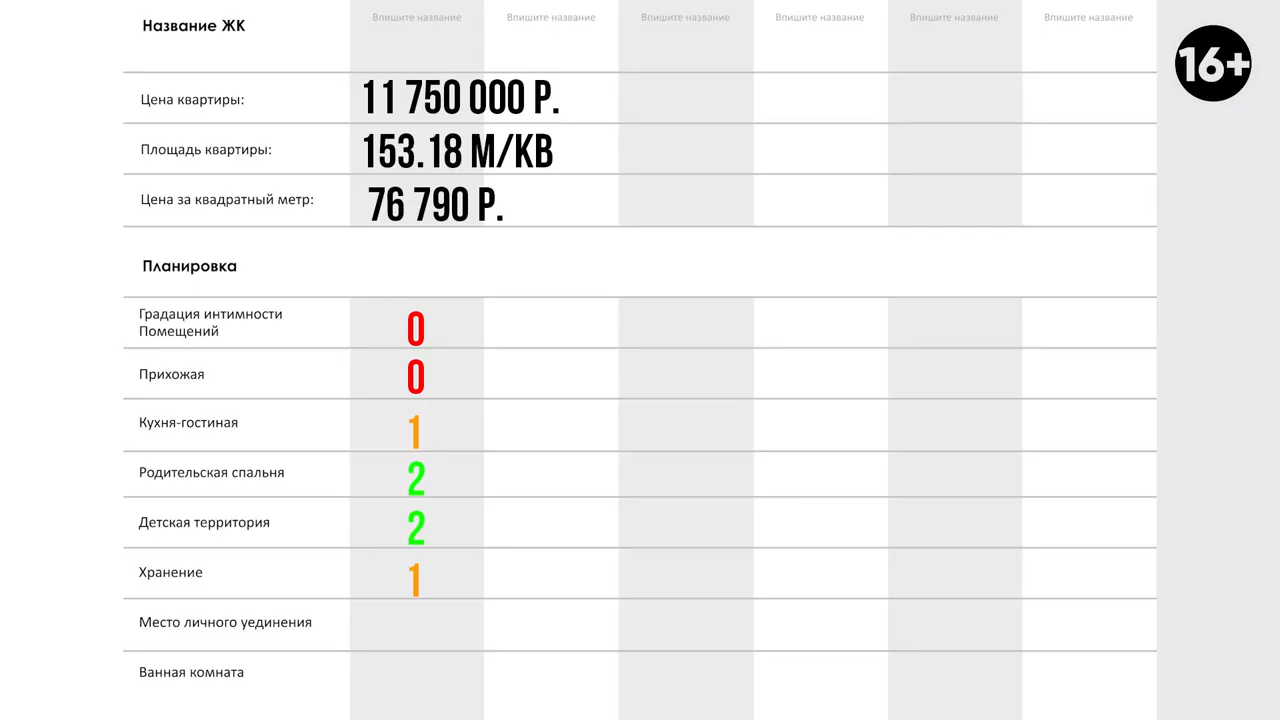 Название ЖК
Впишите название
Впишите название
Впишите название
Впишите название
Впишите название
Впишите название
16+
Цена квартиры:
11 750 000 Р.
Площадь квартиры:
153.18 М/КВ
Цена за квадратный метр:
76 790 Р.
Планировка
Градация интимности
Помещений
0
Прихожая
0
Кухня-гостиная
1
Родительская спальня
2
Детская территория
2
Хранение
1
Место личного уединения
Ванная комната